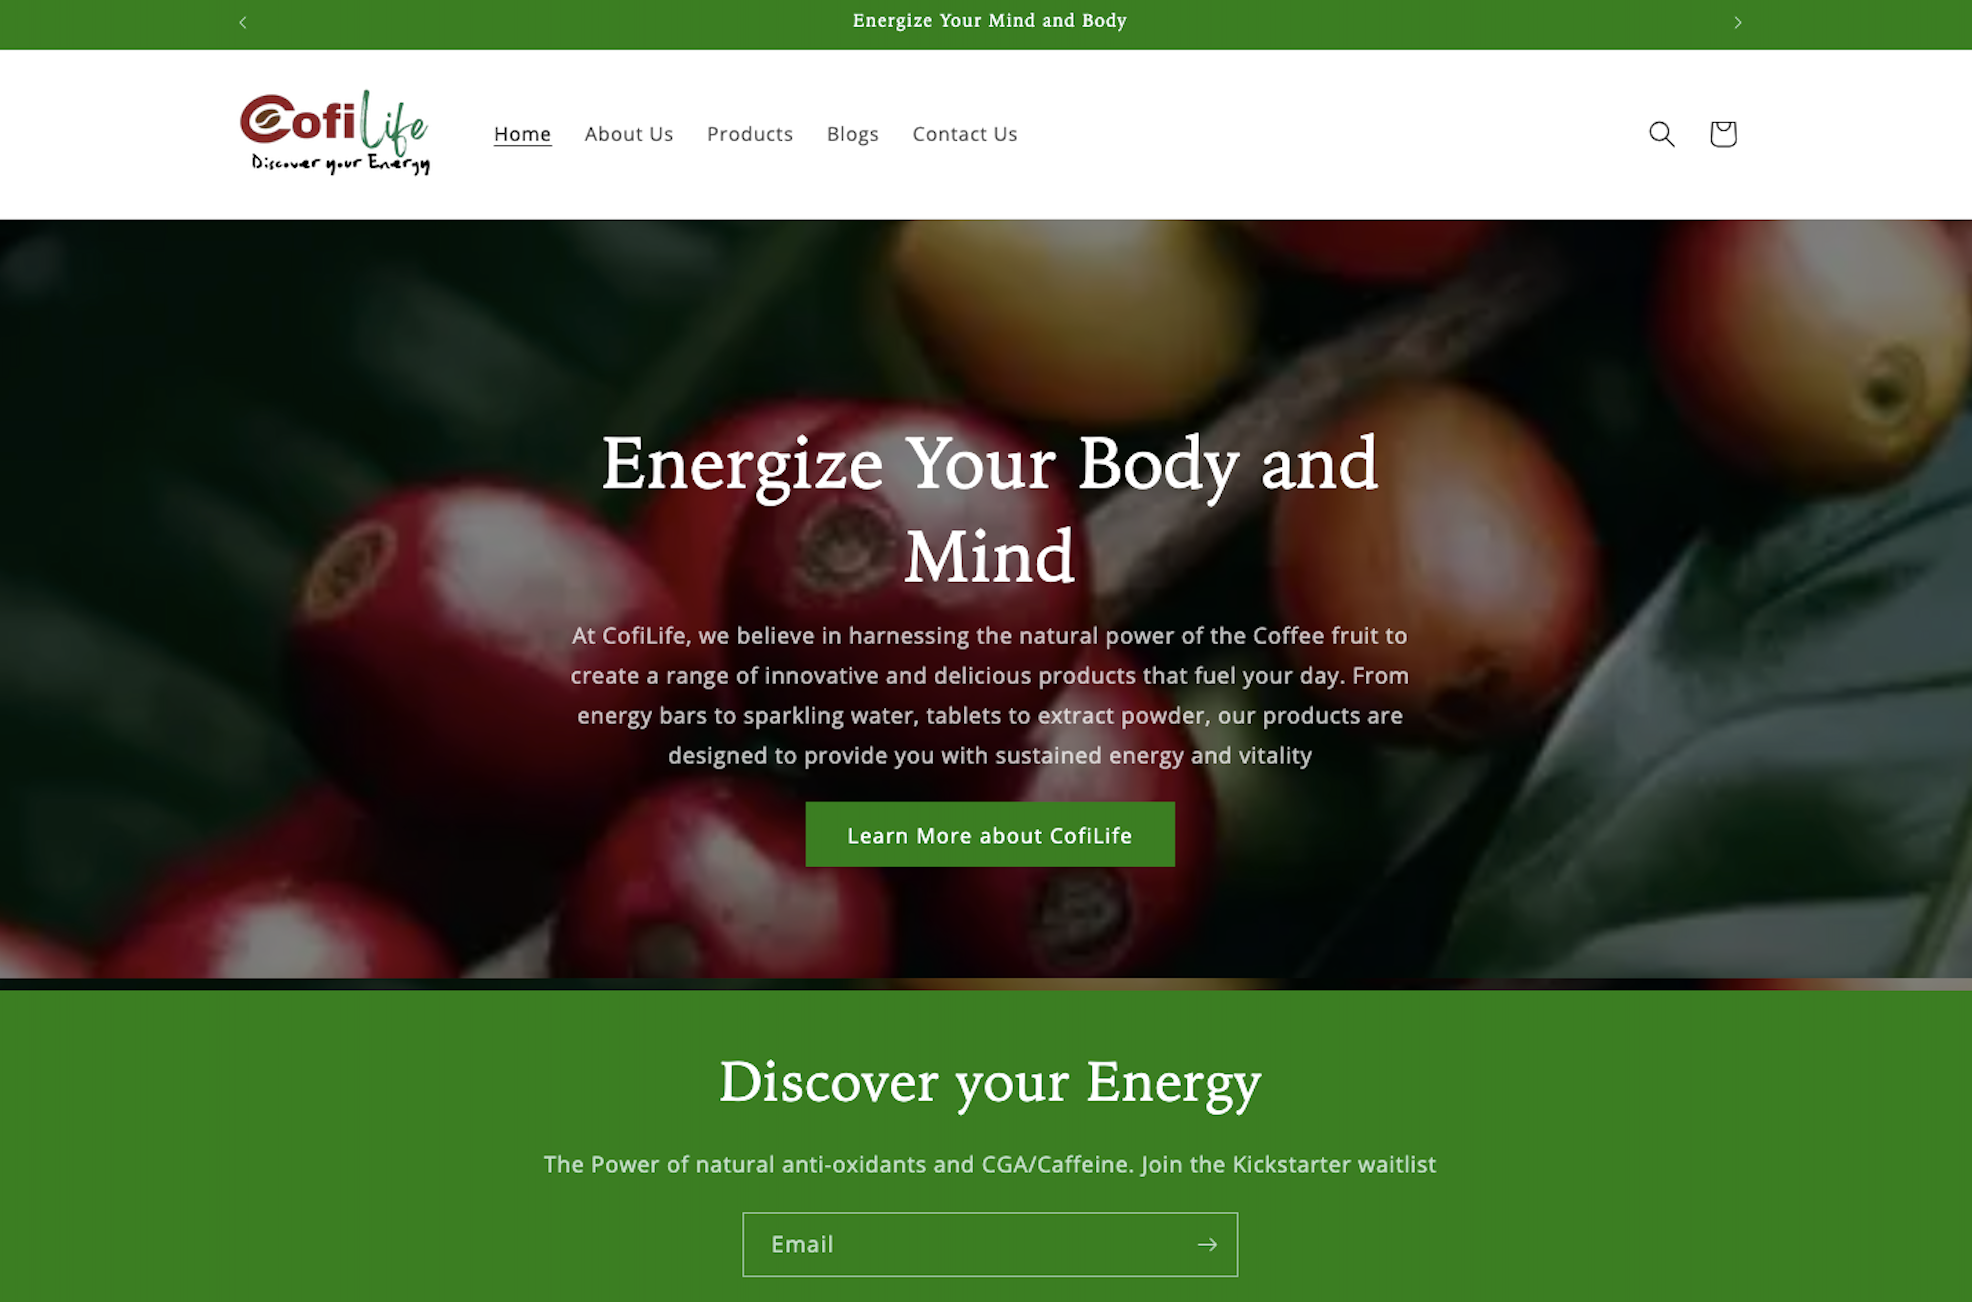 Energize Your Mind and Body
CofiLife
Discover your Energy
Home About Us Products Blogs Contact Us
Energize Your Body and
Mind
At CofiLife, we believe in harnessing the natural power of the Coffee fruit to
create a range of innovative and delicious products that fuel your day. From
energy bars to sparkling water, tablets to extract powder, our products are
designed to provide you with sustained energy and vitality
Learn More about CofiLife
Discover your Energy
The Power of natural anti-oxidants and CGA/Caffeine. Join the Kickstarter waitlist
Email